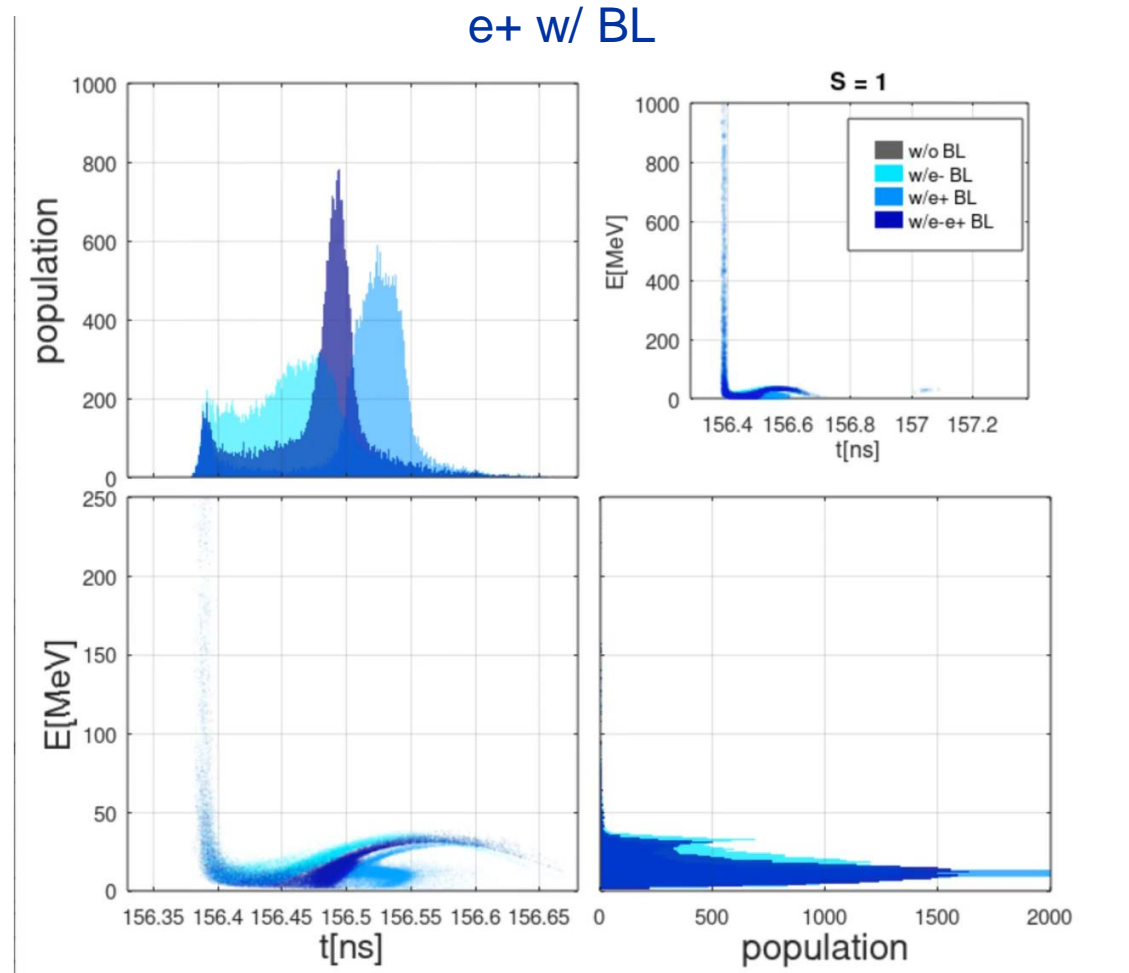 e+ w/ BL
1000
800
600
400
200
0
population
S = 1
1000
800
600
400
200
0
E[MeV]
w/o BL
w/e- BL
w/e+ BL
w/e-e+ BL
156.4 156.6 156.8 157 157.2
t[ns]
250
200
150
100
50
0
E[MeV]
156.35 156.4 156.45 156.5 156.55 156.6 156.65
t[ns]
0 500 1000 1500 2000
population